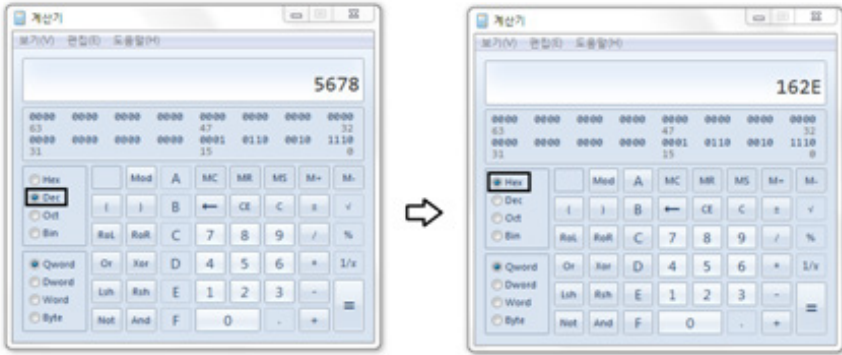 계산기
보기(V) 편집(E) 도움말(H)
5678
0000 0000 0000 0000 0000 0000 0000 0000
63 47 32
0000 0000 0000 0000 0001 0110 0010 1110
31 15 0
Hex Mod A MC MR MS M+ M-
Dec ( ) B ← CE C ± √
Oct
Bin RoL RoR C 7 8 9 / %
Qword Or Xor D 4 5 6 * 1/x
Dword
Word Lsh Rsh E 1 2 3 - =
Byte Not And F 0 . +
계산기
보기(V) 편집(E) 도움말(H)
162E
0000 0000 0000 0000 0000 0000 0000 0000
63 47 32
0000 0000 0000 0000 0001 0110 0010 1110
31 15 0
Hex Mod A MC MR MS M+ M-
Dec ( ) B ← CE C ± √
Oct
Bin RoL RoR C 7 8 9 / %
Qword Or Xor D 4 5 6 * 1/x
Dword
Word Lsh Rsh E 1 2 3 - =
Byte Not And F 0 . +